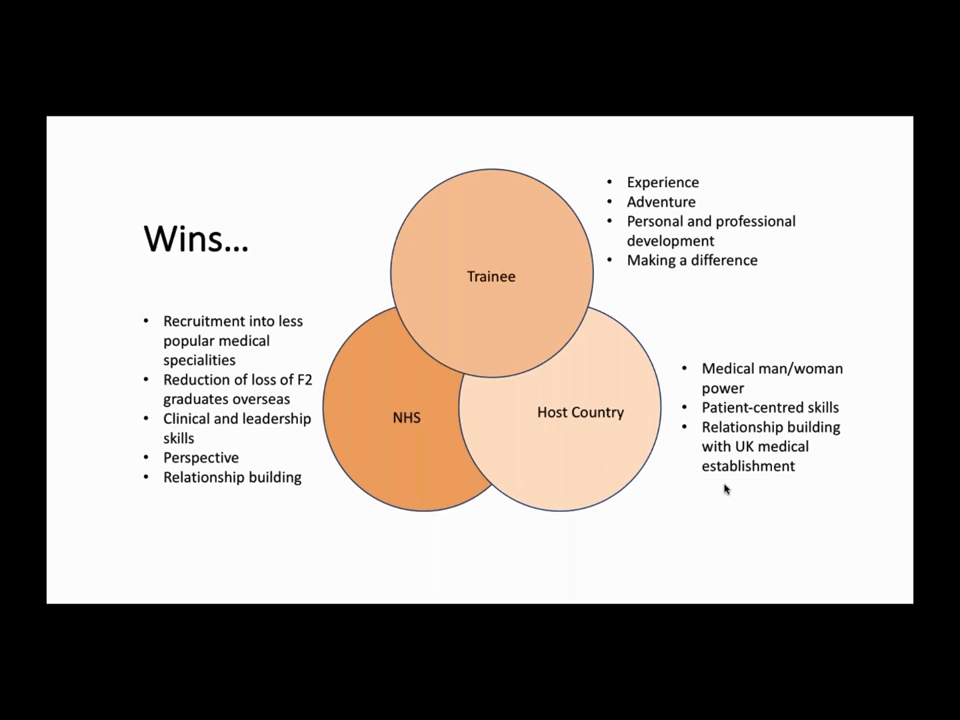 Wins...
• Experience
• Adventure
• Personal and professional
development
• Making a difference
Trainee
• Recruitment into less
popular medical
specialities
• Reduction of loss of F2
graduates overseas
• Clinical and leadership
skills
• Perspective
• Relationship building
NHS
Host Country
• Medical man/woman
power
• Patient-centred skills
• Relationship building
with UK medical
establishment